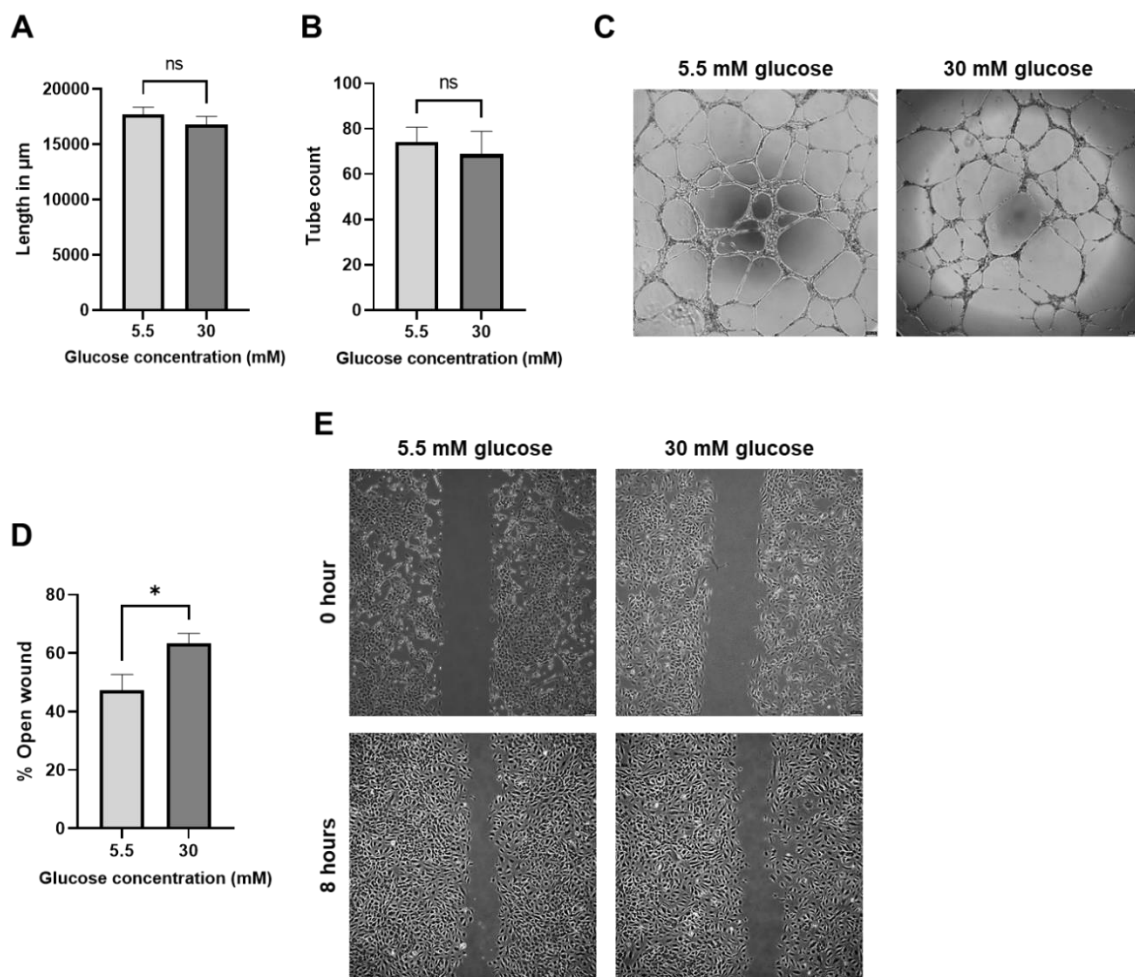 A
ns
20000
15000
10000
5000
0
Length in µm
5.5
30
Glucose concentration (mM)
B
ns
100
80
60
40
20
0
Tube count
5.5
30
Glucose concentration (mM)
C
5.5 mM glucose
30 mM glucose
D
*
80
60
40
20
0
% Open wound
5.5
30
Glucose concentration (mM)
E
5.5 mM glucose
30 mM glucose
0 hour
8 hours